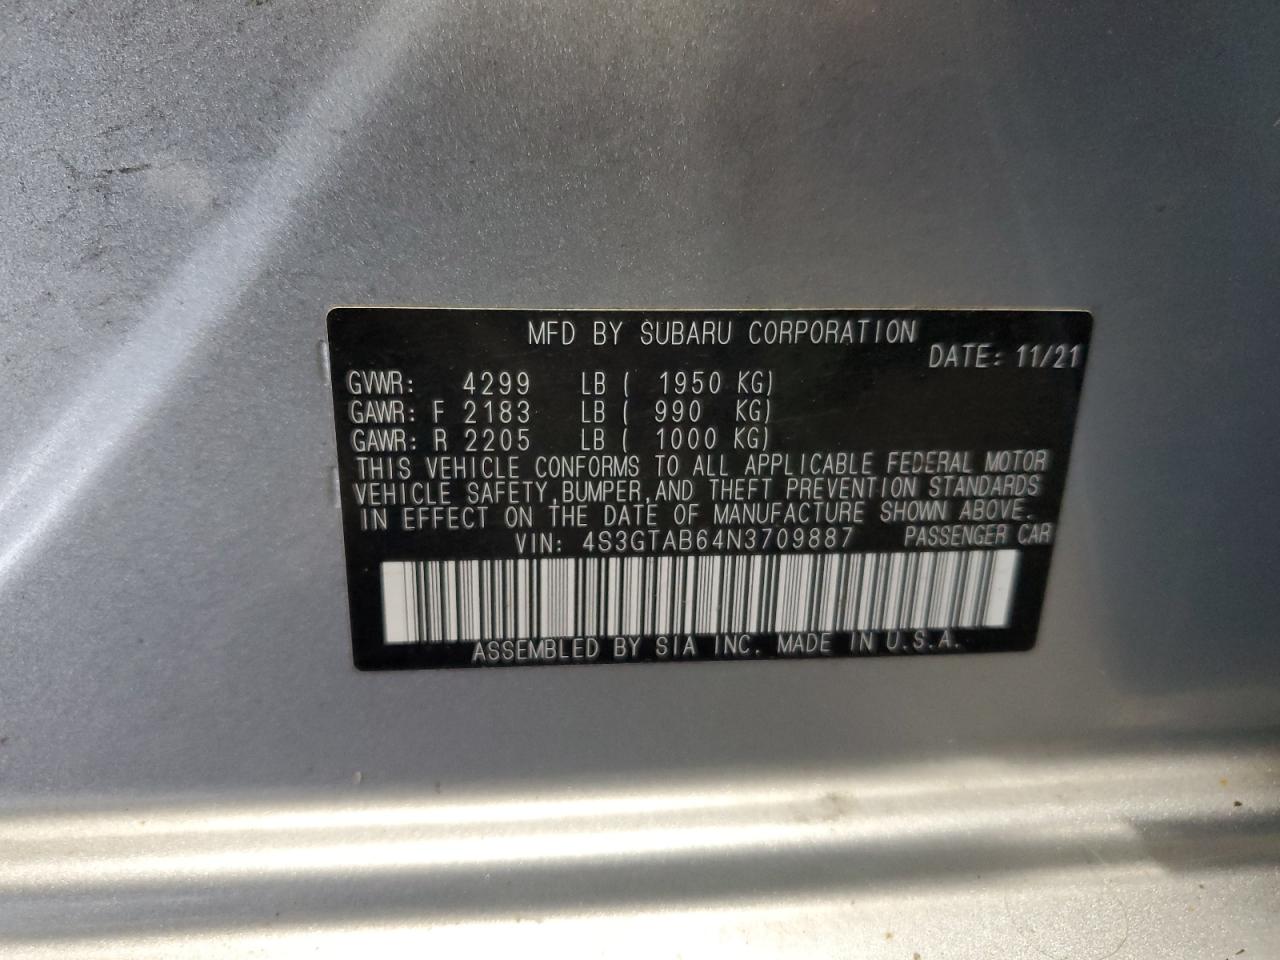 MFD BY SUBARU CORPORATION
DATE: 11/21
GVWR: 4299 LB ( 1950 KG)
GAWR: F 2183 LB ( 990 KG)
GAWR: R 2205 LB ( 1000 KG)
THIS VEHICLE CONFORMS TO ALL APPLICABLE FEDERAL MOTOR
VEHICLE SAFETY, BUMPER, AND THEFT PREVENTION STANDARDS
IN EFFECT ON THE DATE OF MANUFACTURE SHOWN ABOVE.
VIN: 4S3GTAB64N3709887 PASSENGER CAR
ASSEMBLED BY SIA INC. MADE IN U.S.A.